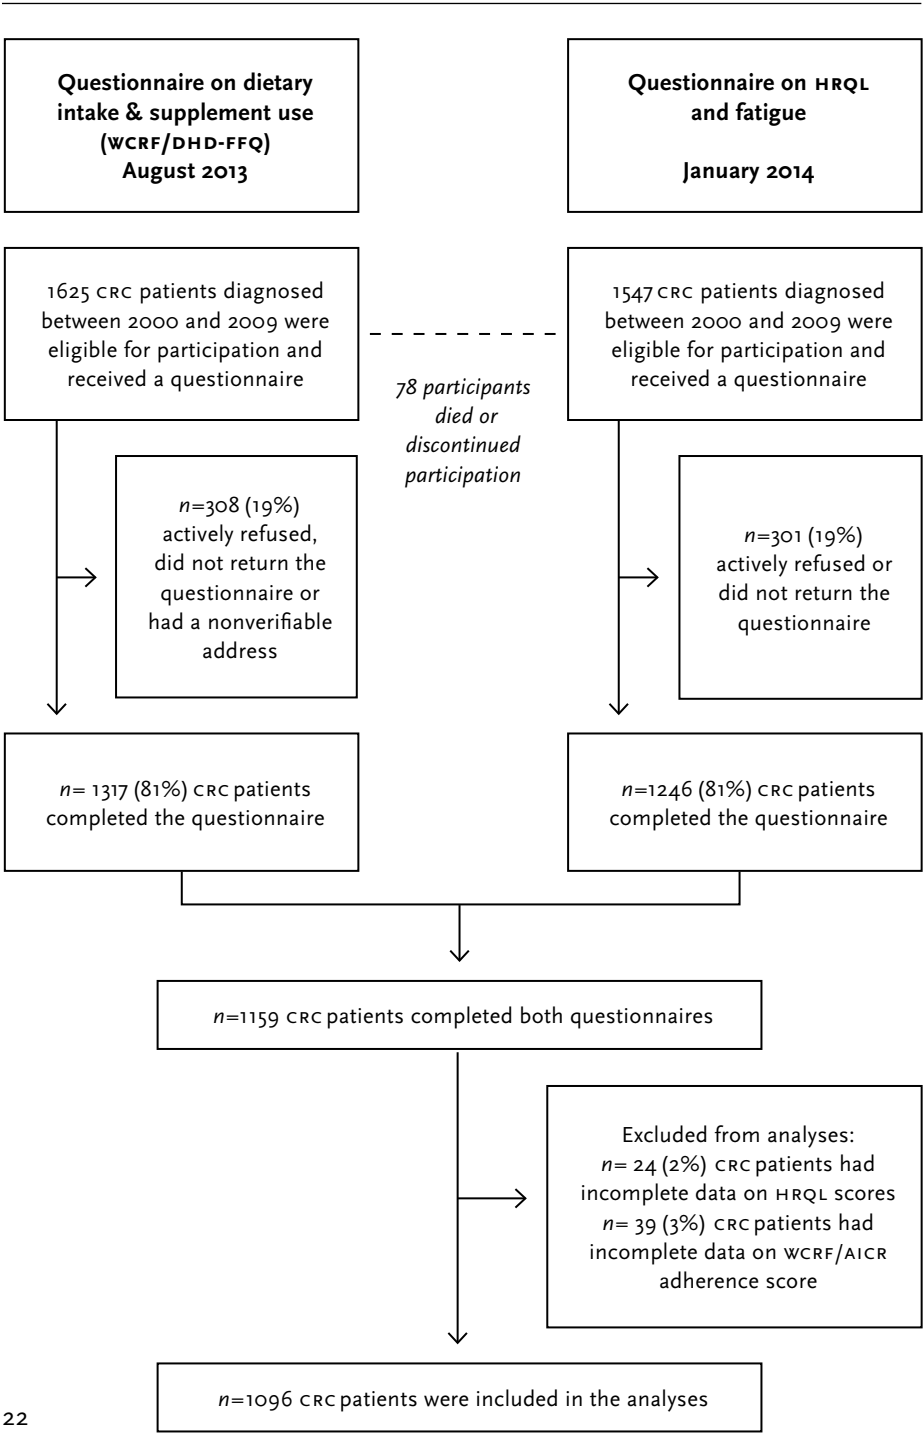 Questionnaire on dietary
intake & supplement use
(WCRF/DHD-FFQ)
August 2013
Questionnaire on HRQL
and fatigue
January 2014
1625 CRC patients diagnosed
between 2000 and 2009 were
eligible for participation and
received a questionnaire
78 participants
died or
discontinued
participation
1547 CRC patients diagnosed
between 2000 and 2009 were
eligible for participation and
received a questionnaire
n=308 (19%)
actively refused,
did not return the
questionnaire or
had a nonverifiable
address
n=301 (19%)
actively refused or
did not return the
questionnaire
n= 1317 (81%) CRC patients
completed the questionnaire
n=1246 (81%) CRC patients
completed the questionnaire
n=1159 CRC patients completed both questionnaires
Excluded from analyses:
n= 24 (2%) CRC patients had
incomplete data on HRQL scores
n= 39 (3%) CRC patients had
incomplete data on WCRF/AICR
adherence score
n=1096 CRC patients were included in the analyses
22